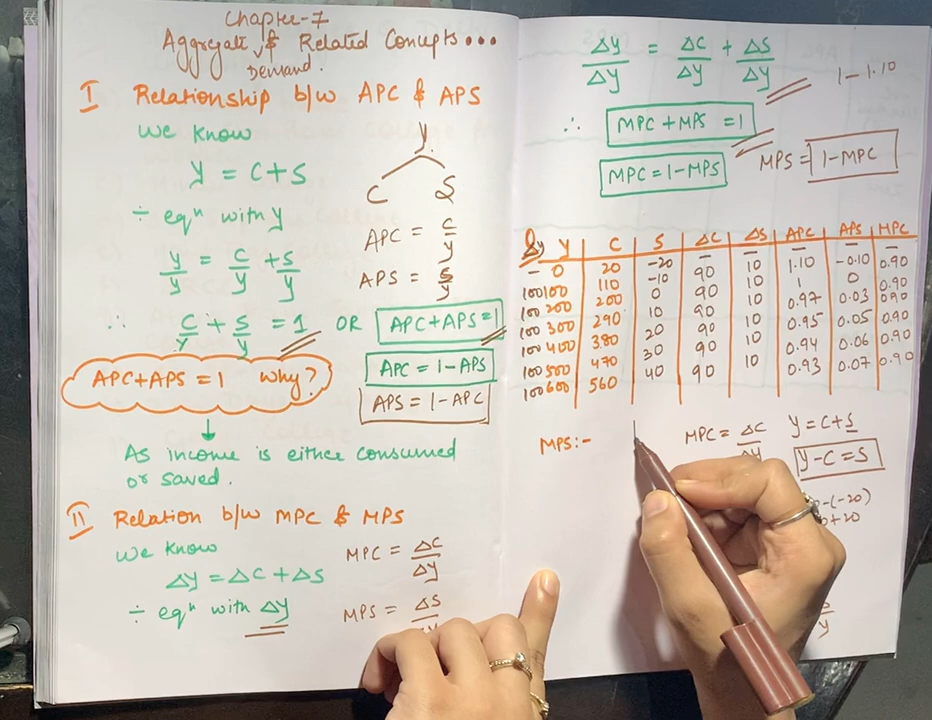 Chapter-7
Aggregate Demand & Related Concepts...
I Relationship b/w APC & APS
we know
y
C S
y = C+S
÷ eqⁿ with y
APC = C/y
APS = S/y
y/y = C/y + S/y
∴ C/y + S/y = 1 OR APC+APS=1
APC = 1-APS
APS = 1-APC
APC+APS = 1 why?
As income is either consumed
or saved.
II Relation b/w MPC & MPS
we know
MPC = ΔC/Δy
Δy = ΔC + ΔS
÷ eqⁿ with Δy
MPS = ΔS/
Δy/Δy = ΔC/Δy + ΔS/Δy
1-1.10
∴ MPC+MPS = 1
MPC = 1-MPS
MPS = 1-MPC
Δy y C S ΔC ΔS APC APS MPC
- 0 20 -20 - - - - -
100 100 110 -10 90 10 1.10 -0.10 0.90
100 200 200 0 90 10 1 0 0.90
100 300 290 10 90 10 0.97 0.03 0.90
100 400 380 20 90 10 0.95 0.05 0.90
100 500 470 30 90 10 0.94 0.06 0.90
100 600 560 40 90 10 0.93 0.07 0.90
MPS:-
MPC = ΔC/Δy
y = C+S
y-C = S
-(-20)
+20
/y